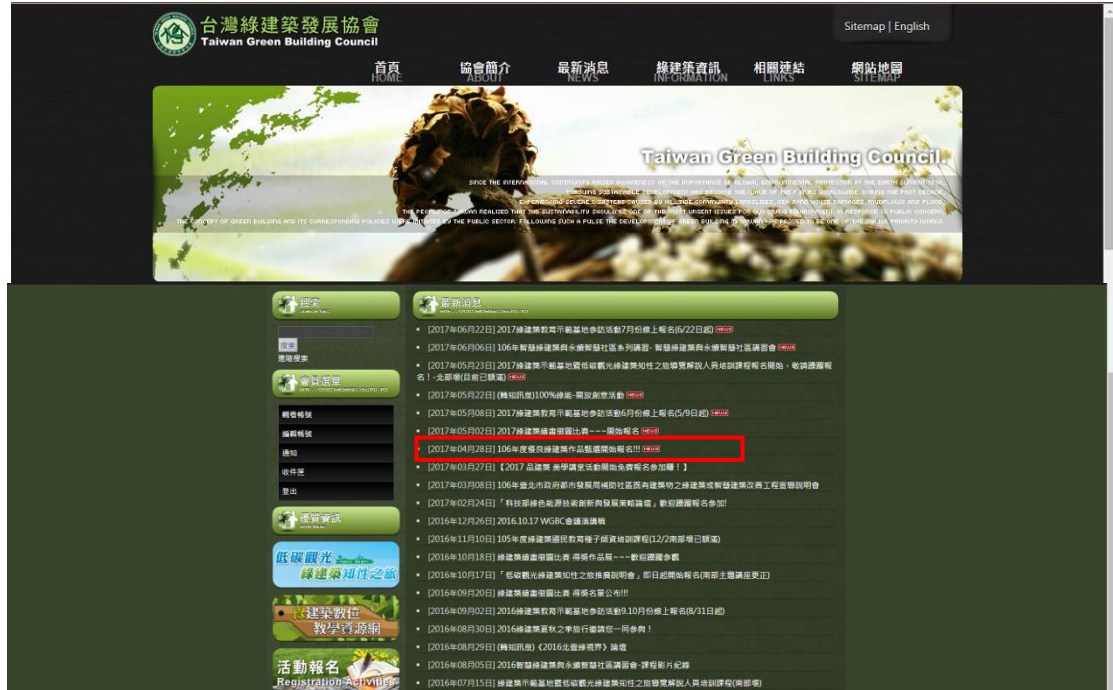 台灣綠建築發展協會
Taiwan Green Building Council
Sitemap | English
首頁 協會簡介 最新消息 綠建築資訊 相關連結 網站地圖
HOME ABOUT NEWS INFORMATION LINKS SITEMAP
Taiwan Green Building Council
搜索
搜索
進階搜索
會員選單
觀看帳號
編輯帳號
通知
收件匣
登出
優質資訊
低碳觀光
綠建築知性之旅
綠建築數位
教學資源網
活動報名
Registration Activities
最新消息
[2017年06月22日] 2017綠建築教育示範基地參訪活動7月份線上報名(6/22日起) NEWS
[2017年06月06日] 106年智慧綠建築與永續智慧社區系列講習- 智慧綠建築與永續智慧社區講習會 NEWS
[2017年05月23日] 2017綠建築示範基地暨低碳觀光綠建築知性之旅導覽解說人員培訓課程報名開始 - 敬請踴躍報
名！-北部場(目前已額滿) NEWS
[2017年05月22日] (轉知訊息)100%綠能-開放創意活動 NEWS
[2017年05月08日] 2017綠建築教育示範基地參訪活動6月份線上報名(5/9日起) NEWS
[2017年05月02日] 2017綠建築繪畫徵圖比賽~~~開始報名 NEWS
[2017年04月28日] 106年度優良綠建築作品甄選開始報名!!! NEWS
[2017年03月27日] 【2017 品建築 美學講堂活動開始免費報名參加囉！】
[2017年03月08日] 106年臺北市政府都市發展局補助社區既有建築物之綠建築或智慧建築改善工程宣導說明會
[2017年02月24日] 「科技部綠色能源技術創新與發展策略論壇」歡迎踴躍報名參加!
[2016年12月26日] 2016.10.17 WGBC會議演講稿
[2016年11月10日] 105年度綠建築國民教育種子師資培訓課程(12/2南部場已額滿)
[2016年10月18日] 綠建築繪畫徵圖比賽 得獎作品展~~~歡迎踴躍參觀
[2016年10月17日] 「低碳觀光綠建築知性之旅推廣說明會」即日起開始報名(南部主題講座更正)
[2016年09月20日] 綠建築繪畫徵圖比賽 得獎名單公布!!!
[2016年09月02日] 2016綠建築教育示範基地參訪活動9.10月份線上報名(8/31日起)
[2016年08月30日] 2016綠建築夏秋之季旅行邀請您一同參與！
[2016年08月29日] (轉知訊息)《2016北臺綠視界》論壇
[2016年08月05日] 2016智慧綠建築與永續智慧社區講習會-課程影片紀錄
[2016年07月15日] 綠建築示範基地暨低碳觀光綠建築知性之旅導覽解說人員培訓課程(南部場)